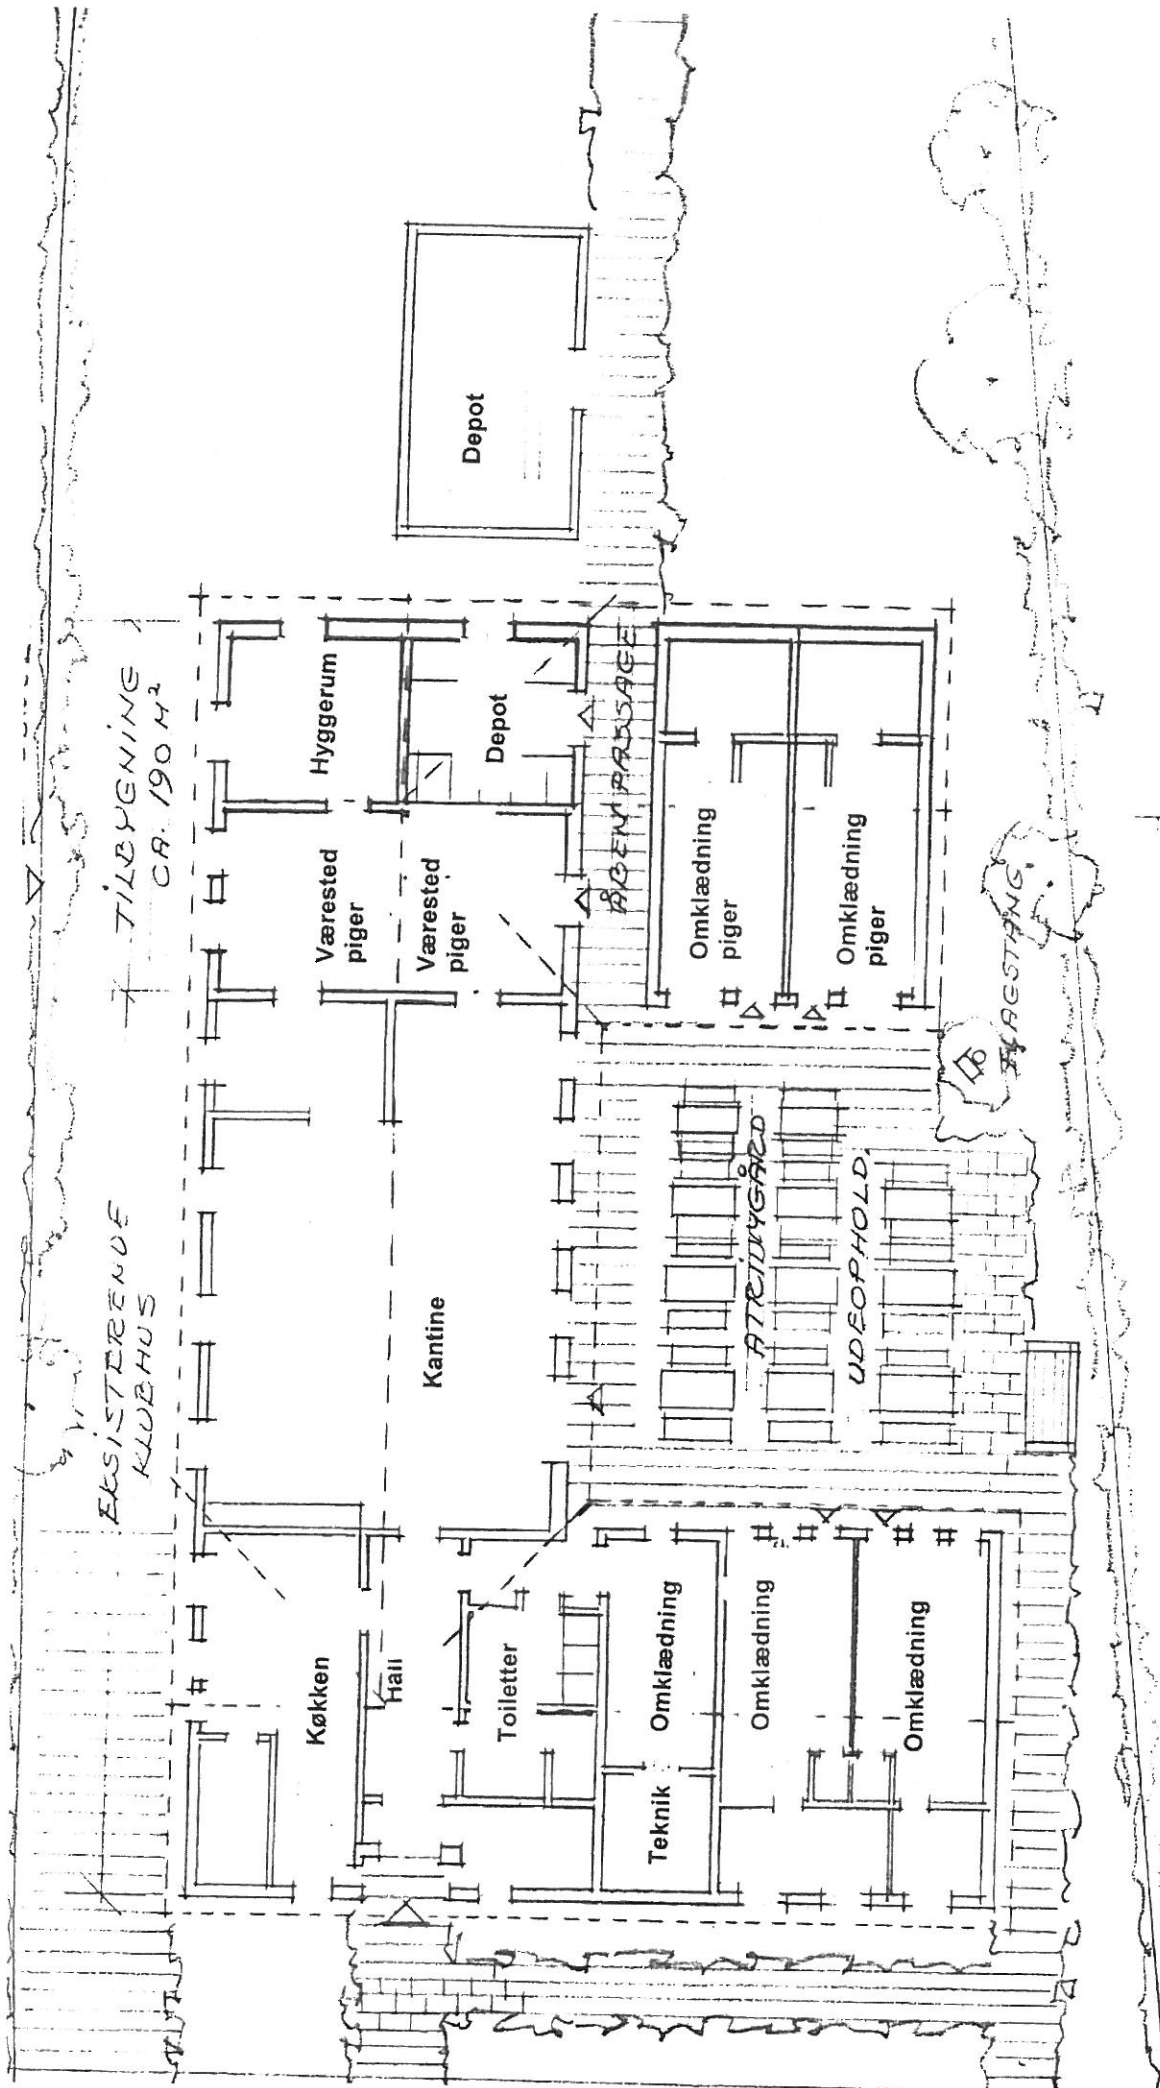 EKSISTERENDE
KLUBHUS
TILBYGNING
CA. 190 M²
Køkken
Hall
Toiletter
Teknik
Omklædning
Omklædning
Omklædning
Kantine
Værested
piger
Værested
piger
Hyggerum
Depot
Depot
ÅBEN PASSAGE
Omklædning
piger
Omklædning
piger
ATRIUMGÅRD
UDEOPHOLD.
FLAGSTANG